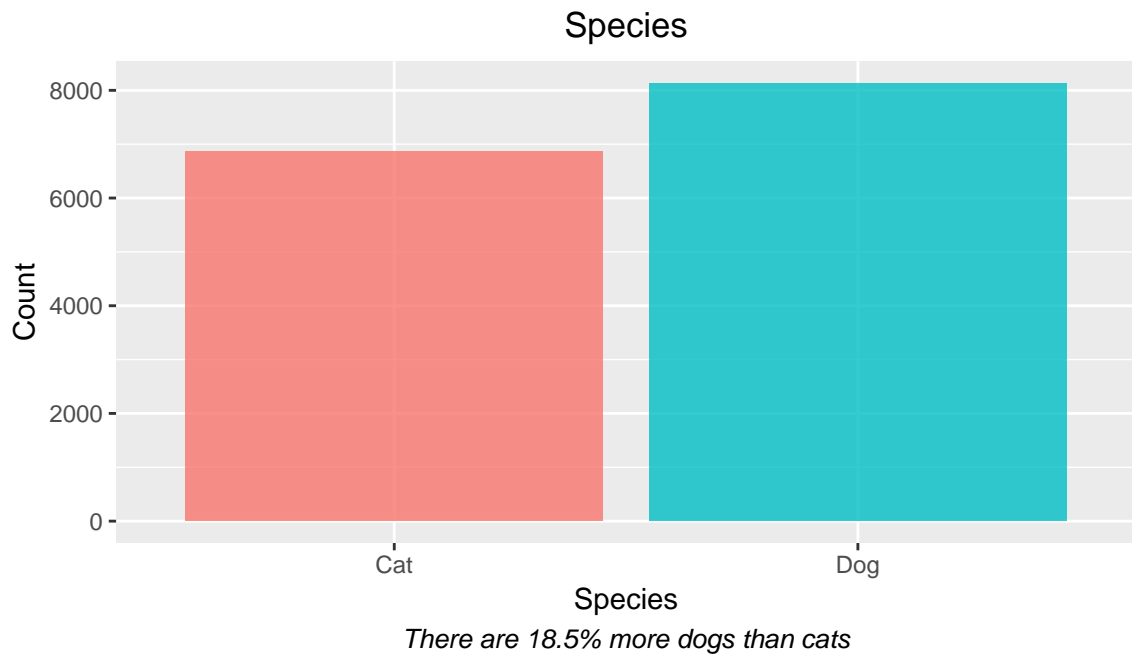 Species
8000
6000
4000
2000
0
Count
Cat Dog
Species
There are 18.5% more dogs than cats